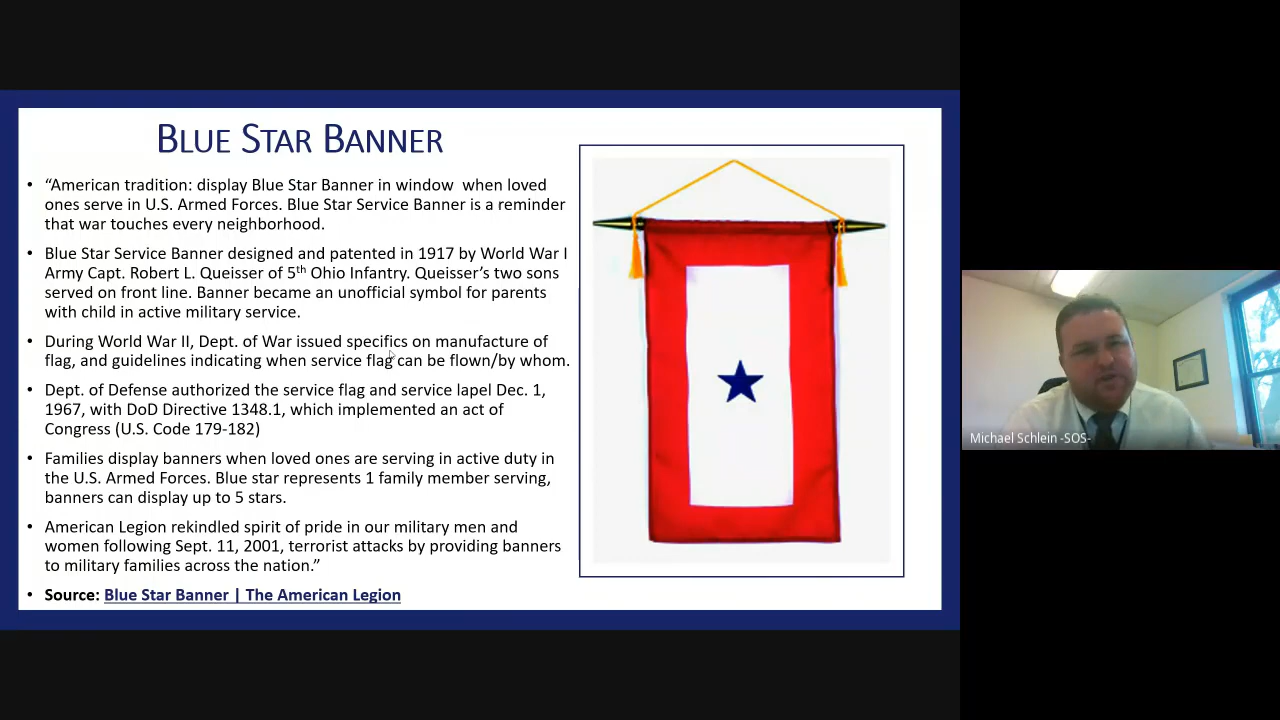 BLUE STAR BANNER
• “American tradition: display Blue Star Banner in window  when loved
ones serve in U.S. Armed Forces. Blue Star Service Banner is a reminder
that war touches every neighborhood.
• Blue Star Service Banner designed and patented in 1917 by World War I
Army Capt. Robert L. Queisser of 5th Ohio Infantry. Queisser’s two sons
served on front line. Banner became an unofficial symbol for parents
with child in active military service.
• During World War II, Dept. of War issued specifics on manufacture of
flag, and guidelines indicating when service flag can be flown/by whom.
• Dept. of Defense authorized the service flag and service lapel Dec. 1,
1967, with DoD Directive 1348.1, which implemented an act of
Congress (U.S. Code 179-182)
• Families display banners when loved ones are serving in active duty in
the U.S. Armed Forces. Blue star represents 1 family member serving,
banners can display up to 5 stars.
• American Legion rekindled spirit of pride in our military men and
women following Sept. 11, 2001, terrorist attacks by providing banners
to military families across the nation.”
• Source: Blue Star Banner | The American Legion
Michael Schlein -SOS-